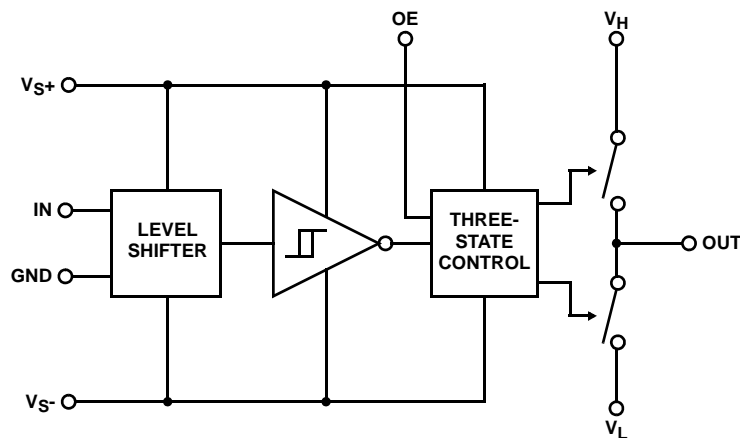 OE
VH
VS+
IN
LEVEL
SHIFTER
THREE-
STATE
CONTROL
OUT
GND
VS-
VL